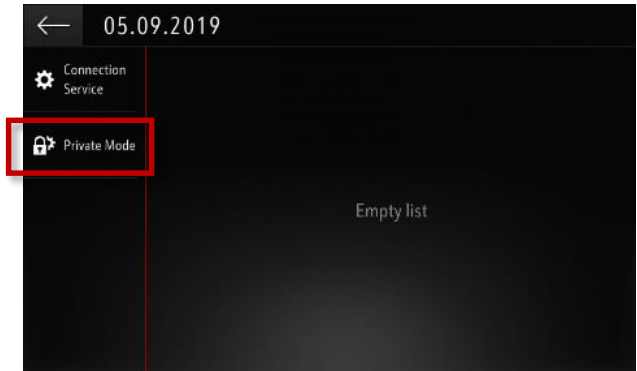 05.09.2019
Connection
Service
Private Mode
Empty list